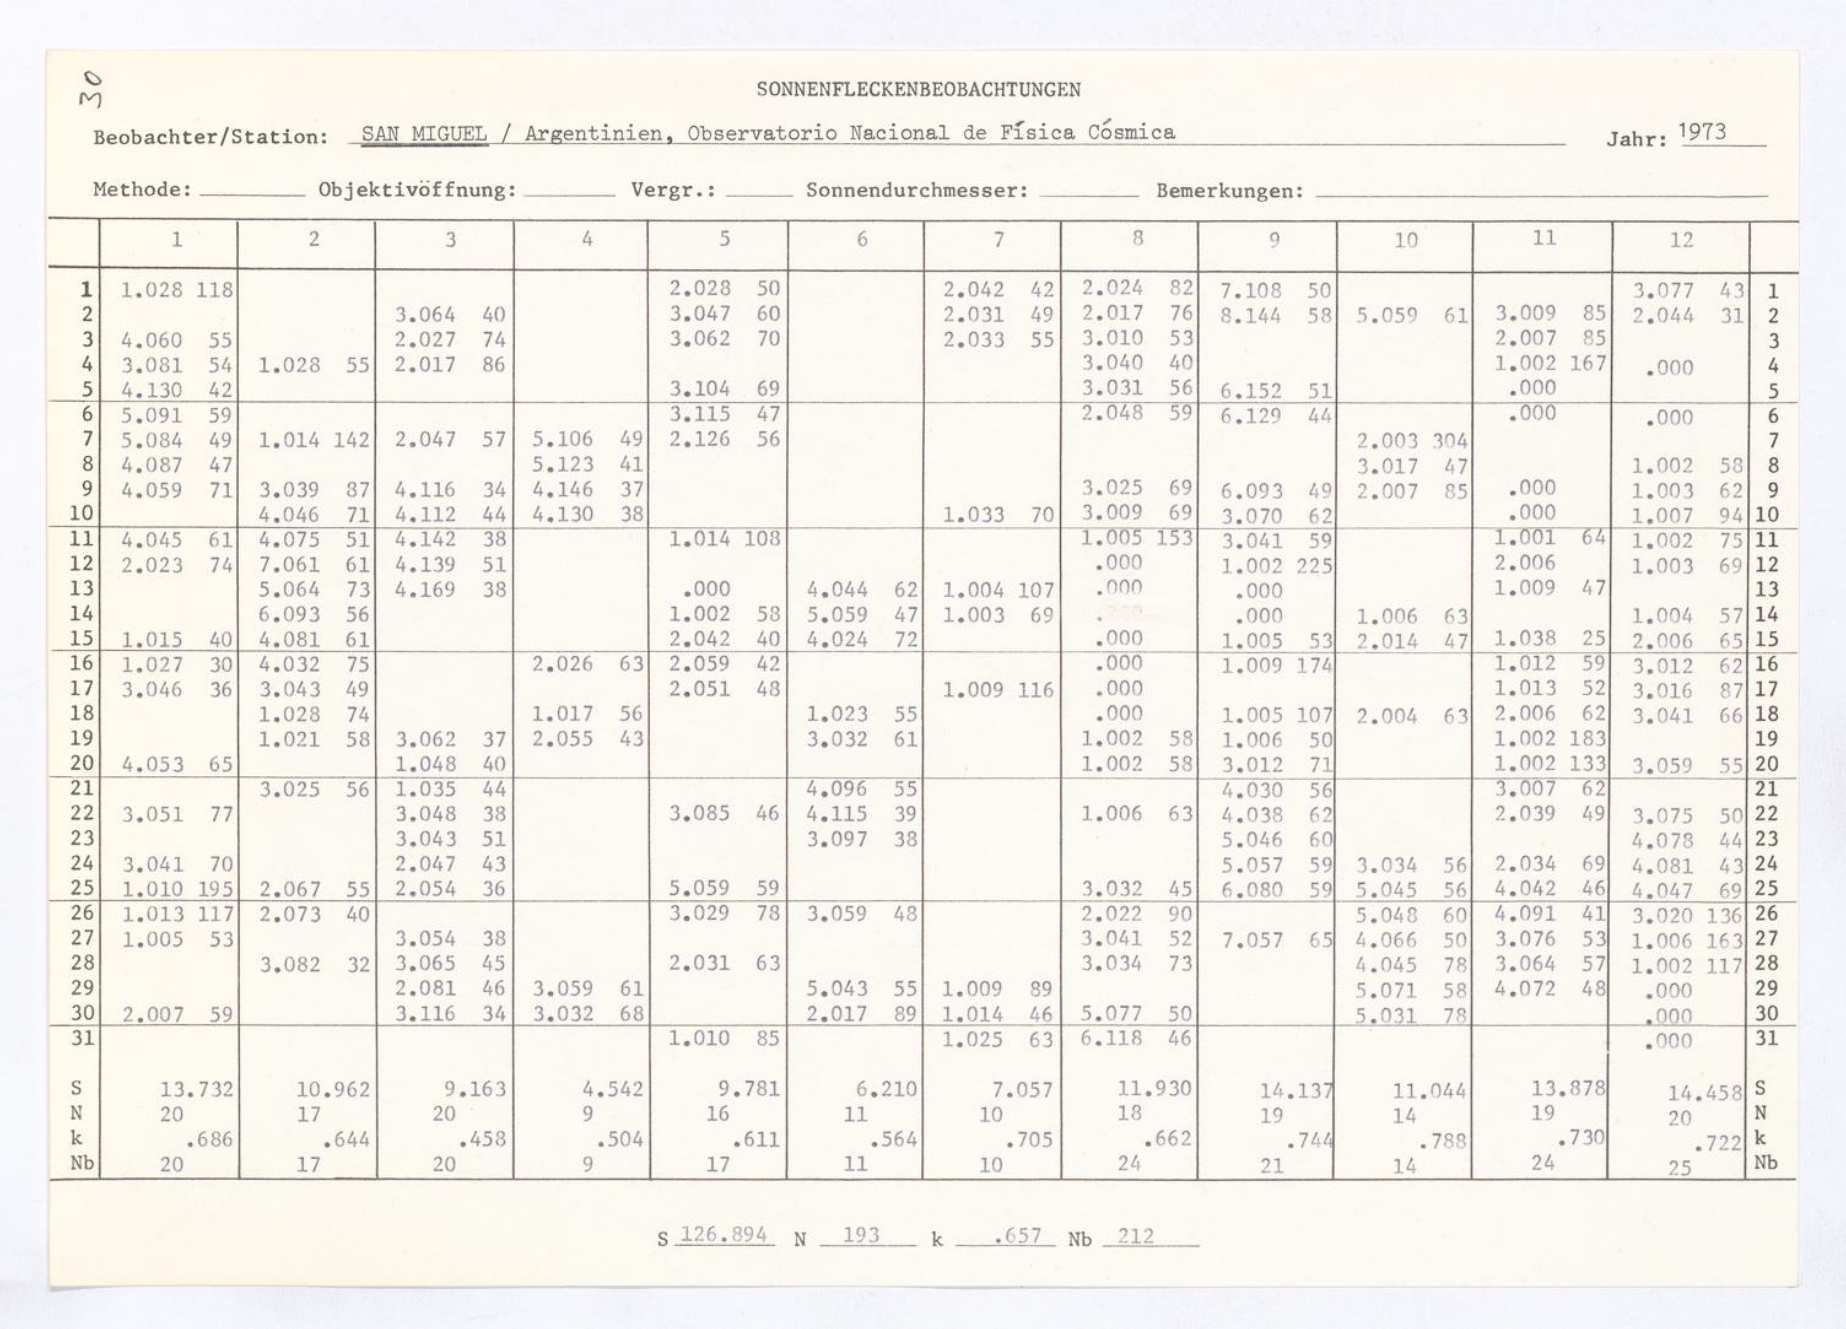 30
SONNENFLECKENBEOBACHTUNGEN
Beobachter/Station: SAN MIGUEL / Argentinien, Observatorio Nacional de Física Cósmica Jahr: 1973
Methode: Objektivöffnung: Vergr.: Sonnendurchmesser: Bemerkungen:
1 2 3 4 5 6 7 8 9 10 11 12
1 1.028 118 2.028 50 2.042 42 2.024 82 7.108 50 3.077 43 1
2 3.064 40 3.047 60 2.031 49 2.017 76 8.144 58 5.059 61 3.009 85 2.044 31 2
3 4.060 55 2.027 74 3.062 70 2.033 55 3.010 53 2.007 85 3
4 3.081 54 1.028 55 2.017 86 3.040 40 1.002 167 .000 4
5 4.130 42 3.104 69 3.031 56 6.152 51 .000 5
6 5.091 59 3.115 47 2.048 59 6.129 44 .000 .000 6
7 5.084 49 1.014 142 2.047 57 5.106 49 2.126 56 2.003 304 7
8 4.087 47 5.123 41 3.017 47 1.002 58 8
9 4.059 71 3.039 87 4.116 34 4.146 37 3.025 69 6.093 49 2.007 85 .000 1.003 62 9
10 4.046 71 4.112 44 4.130 38 1.033 70 3.009 69 3.070 62 .000 1.007 94 10
11 4.045 61 4.075 51 4.142 38 1.014 108 1.005 153 3.041 59 1.001 64 1.002 75 11
12 2.023 74 7.061 61 4.139 51 .000 1.002 225 2.006 1.003 69 12
13 5.064 73 4.169 38 .000 4.044 62 1.004 107 .000 .000 1.009 47 13
14 6.093 56 1.002 58 5.059 47 1.003 69 . .000 1.006 63 1.004 57 14
15 1.015 40 4.081 61 2.042 40 4.024 72 .000 1.005 53 2.014 47 1.038 25 2.006 65 15
16 1.027 30 4.032 75 2.026 63 2.059 42 .000 1.009 174 1.012 59 3.012 62 16
17 3.046 36 3.043 49 2.051 48 1.009 116 .000 1.013 52 3.016 87 17
18 1.028 74 1.017 56 1.023 55 .000 1.005 107 2.004 63 2.006 62 3.041 66 18
19 1.021 58 3.062 37 2.055 43 3.032 61 1.002 58 1.006 50 1.002 183 19
20 4.053 65 1.048 40 1.002 58 3.012 71 1.002 133 3.059 55 20
21 3.025 56 1.035 44 4.096 55 4.030 56 3.007 62 21
22 3.051 77 3.048 38 3.085 46 4.115 39 1.006 63 4.038 62 2.039 49 3.075 50 22
23 3.043 51 3.097 38 5.046 60 4.078 44 23
24 3.041 70 2.047 43 5.057 59 3.034 56 2.034 69 4.081 43 24
25 1.010 195 2.067 55 2.054 36 5.059 59 3.032 45 6.080 59 5.045 56 4.042 46 4.047 69 25
26 1.013 117 2.073 40 3.029 78 3.059 48 2.022 90 5.048 60 4.091 41 3.020 136 26
27 1.005 53 3.054 38 3.041 52 7.057 65 4.066 50 3.076 53 1.006 163 27
28 3.082 32 3.065 45 2.031 63 3.034 73 4.045 78 3.064 57 1.002 117 28
29 2.081 46 3.059 61 5.043 55 1.009 89 5.071 58 4.072 48 .000 29
30 2.007 59 3.116 34 3.032 68 2.017 89 1.014 46 5.077 50 5.031 78 .000 30
31 1.010 85 1.025 63 6.118 46 .000 31
S 13.732 10.962 9.163 4.542 9.781 6.210 7.057 11.930 14.137 11.044 13.878 14.458 S
N 20 17 20 9 16 11 10 18 19 14 19 20 N
k .686 .644 .458 .504 .611 .564 .705 .662 .744 .788 .730 .722 k
Nb 20 17 20 9 17 11 10 24 21 14 24 25 Nb
S 126.894 N 193 k .657 Nb 212